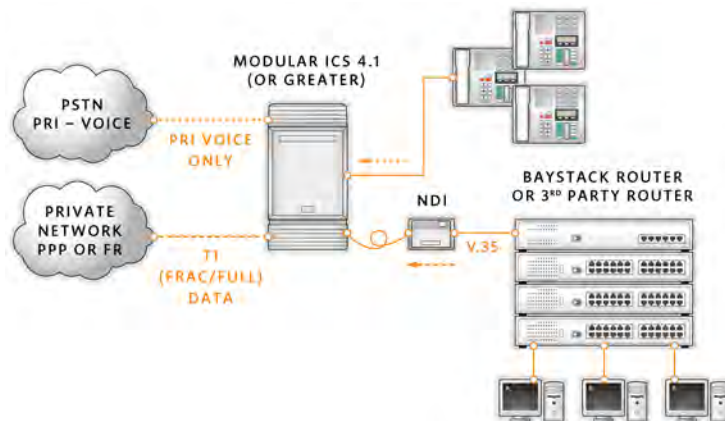 MODULAR ICS 4.1
(OR GREATER)
PSTN
PRI – VOICE
PRI VOICE
ONLY
BAYSTACK ROUTER
OR 3RD PARTY ROUTER
NDI
PRIVATE
NETWORK
PPP OR FR
T1
(FRAC/FULL)
DATA
V.35